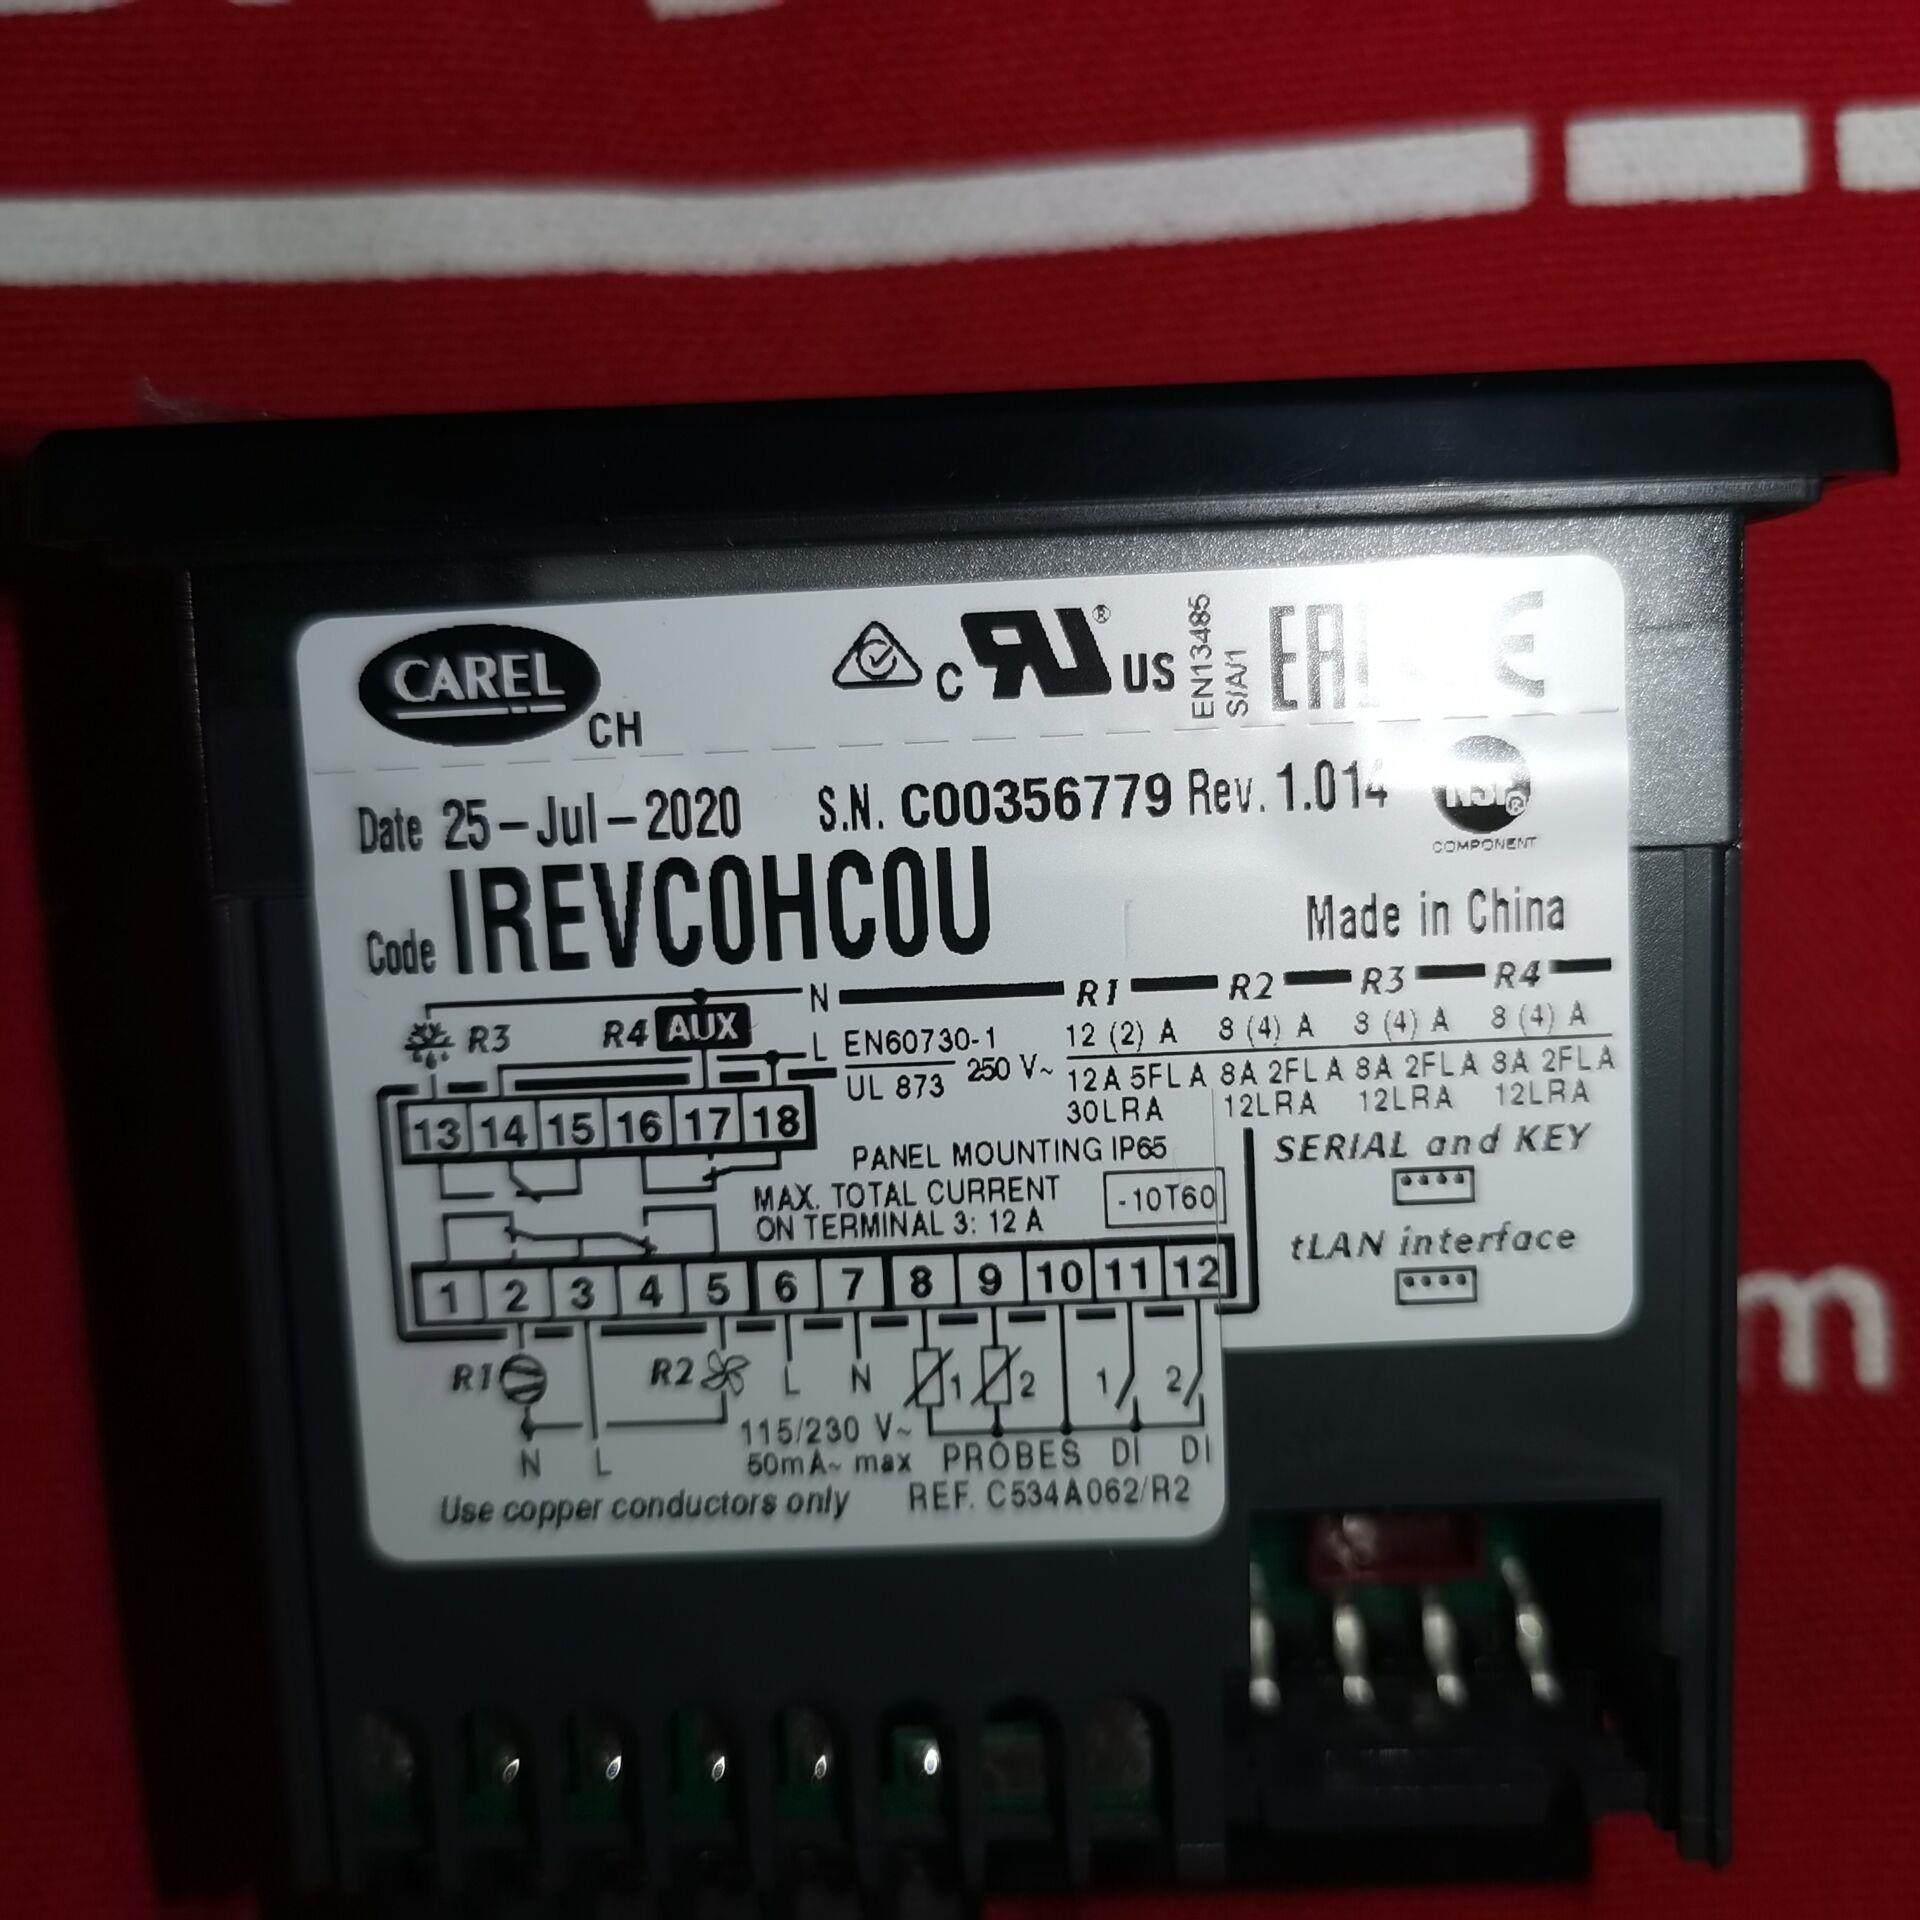 CAREL
CH
c RU ® US
EN13485
S/A/1
EAC CE
Date 25-Jul-2020 S.N. C00356779 Rev. 1.014
NSF®
COMPONENT
Code IREVC0HC0U
Made in China
N R1 R2 R3 R4
R3 R4 AUX
L EN60730-1 250 V~ 12 (2) A 8 (4) A 8 (4) A 8 (4) A
UL 873 12A 5FLA 8A 2FLA 8A 2FLA 8A 2FLA
30LRA 12LRA 12LRA 12LRA
13 14 15 16 17 18
PANEL MOUNTING IP65
SERIAL and KEY
MAX. TOTAL CURRENT
ON TERMINAL 3: 12 A
-10T60
tLAN interface
1 2 3 4 5 6 7 8 9 10 11 12
R1 R2 L N 1 2 1 2
N L
115/230 V~
50mA~ max
PROBES DI DI
Use copper conductors only
REF. C534A062/R2
m